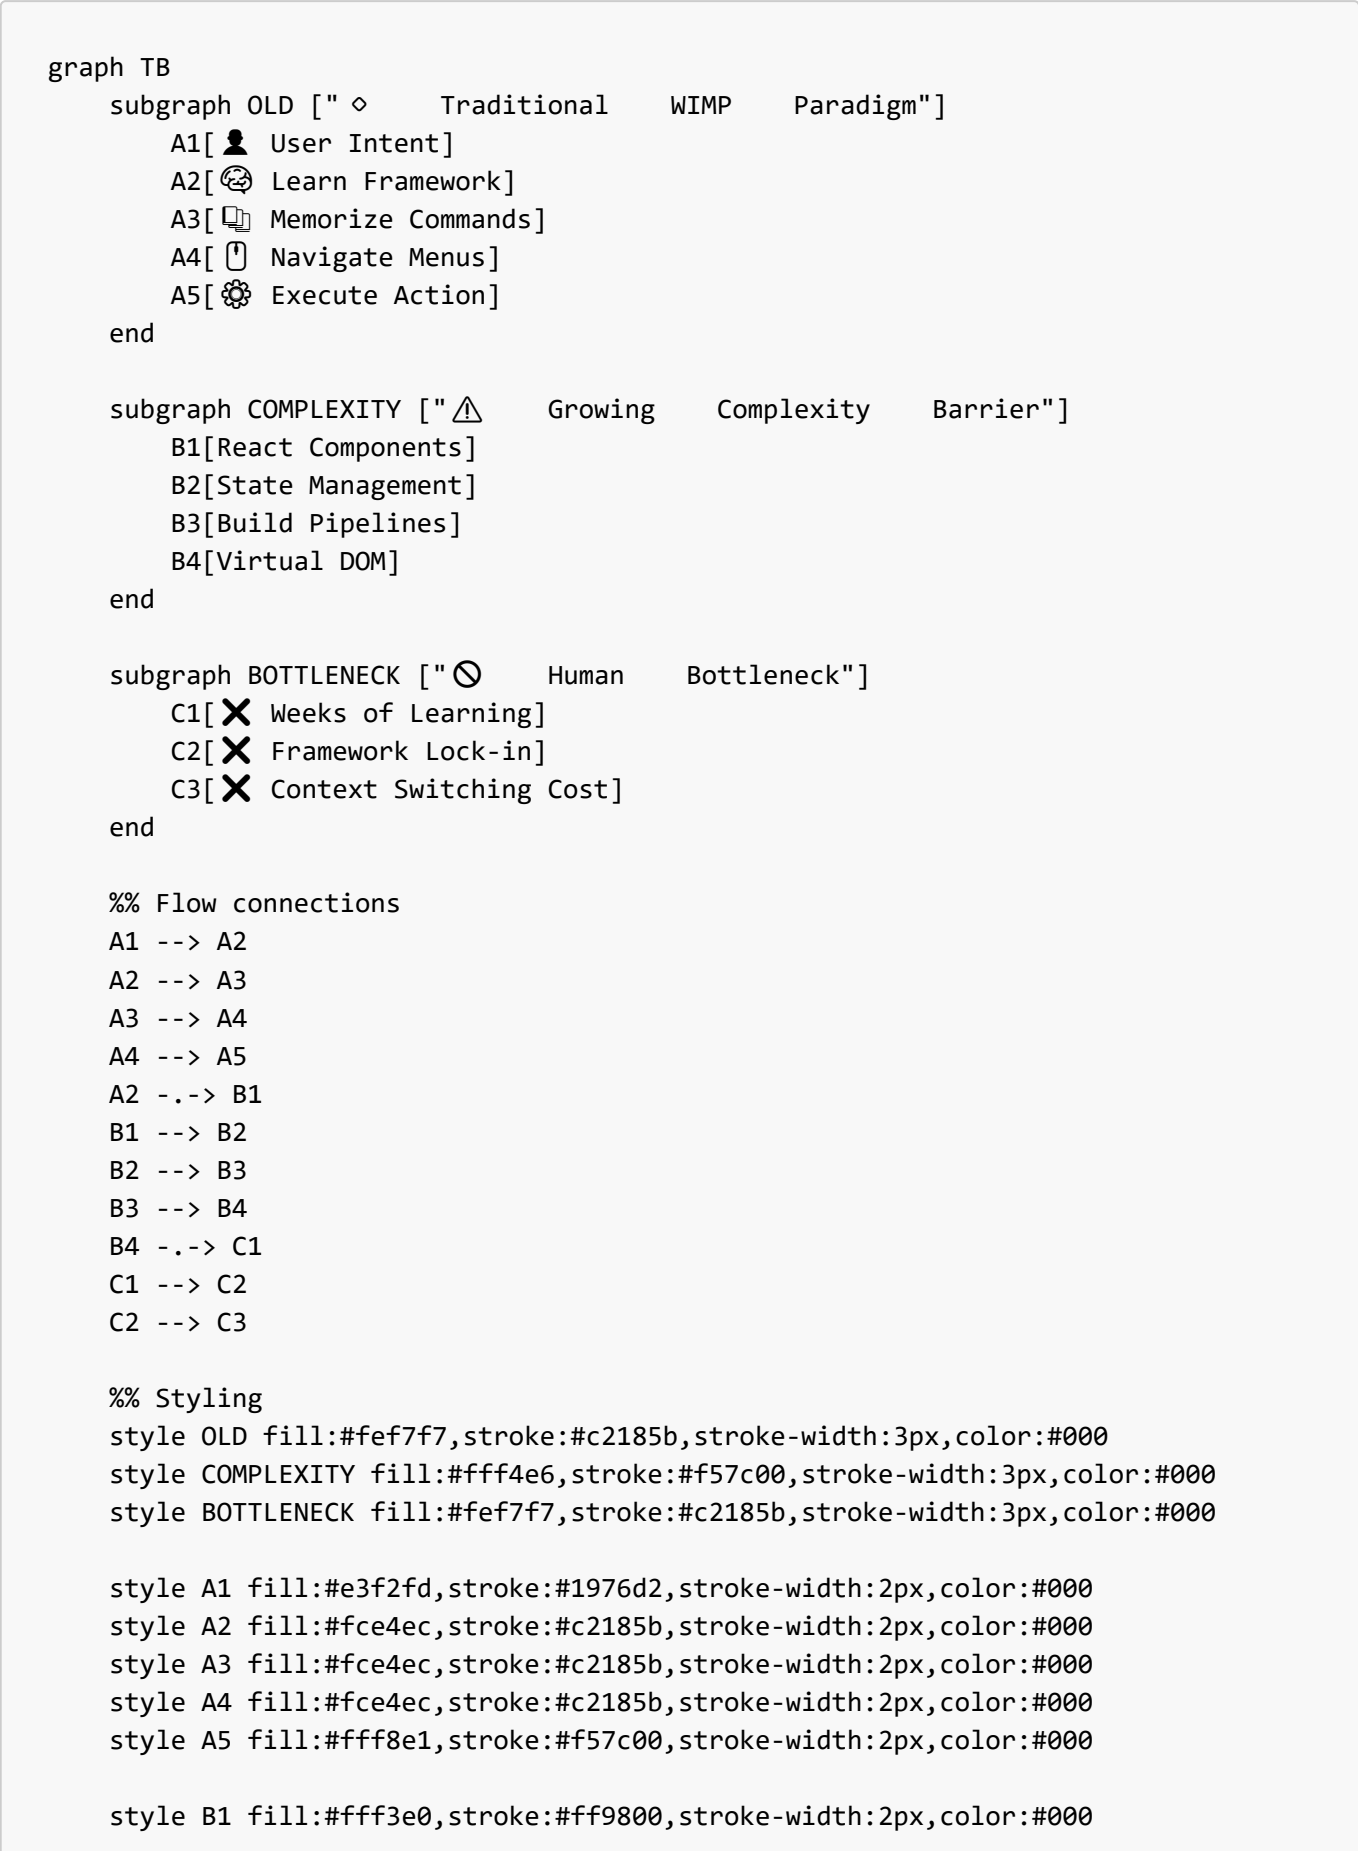 graph TB
subgraph OLD ["🔹 Traditional WIMP Paradigm"]
A1[👤 User Intent]
A2[🧠 Learn Framework]
A3[📚 Memorize Commands]
A4[🖱 Navigate Menus]
A5[⚙ Execute Action]
end
subgraph COMPLEXITY ["⚠ Growing Complexity Barrier"]
B1[React Components]
B2[State Management]
B3[Build Pipelines]
B4[Virtual DOM]
end
subgraph BOTTLENECK ["🚫 Human Bottleneck"]
C1[❌ Weeks of Learning]
C2[❌ Framework Lock-in]
C3[❌ Context Switching Cost]
end
%% Flow connections
A1 --> A2
A2 --> A3
A3 --> A4
A4 --> A5
A2 -.-> B1
B1 --> B2
B2 --> B3
B3 --> B4
B4 -.-> C1
C1 --> C2
C2 --> C3
%% Styling
style OLD fill:#fef7f7,stroke:#c2185b,stroke-width:3px,color:#000
style COMPLEXITY fill:#fff4e6,stroke:#f57c00,stroke-width:3px,color:#000
style BOTTLENECK fill:#fef7f7,stroke:#c2185b,stroke-width:3px,color:#000
style A1 fill:#e3f2fd,stroke:#1976d2,stroke-width:2px,color:#000
style A2 fill:#fce4ec,stroke:#c2185b,stroke-width:2px,color:#000
style A3 fill:#fce4ec,stroke:#c2185b,stroke-width:2px,color:#000
style A4 fill:#fce4ec,stroke:#c2185b,stroke-width:2px,color:#000
style A5 fill:#fff8e1,stroke:#f57c00,stroke-width:2px,color:#000
style B1 fill:#fff3e0,stroke:#ff9800,stroke-width:2px,color:#000